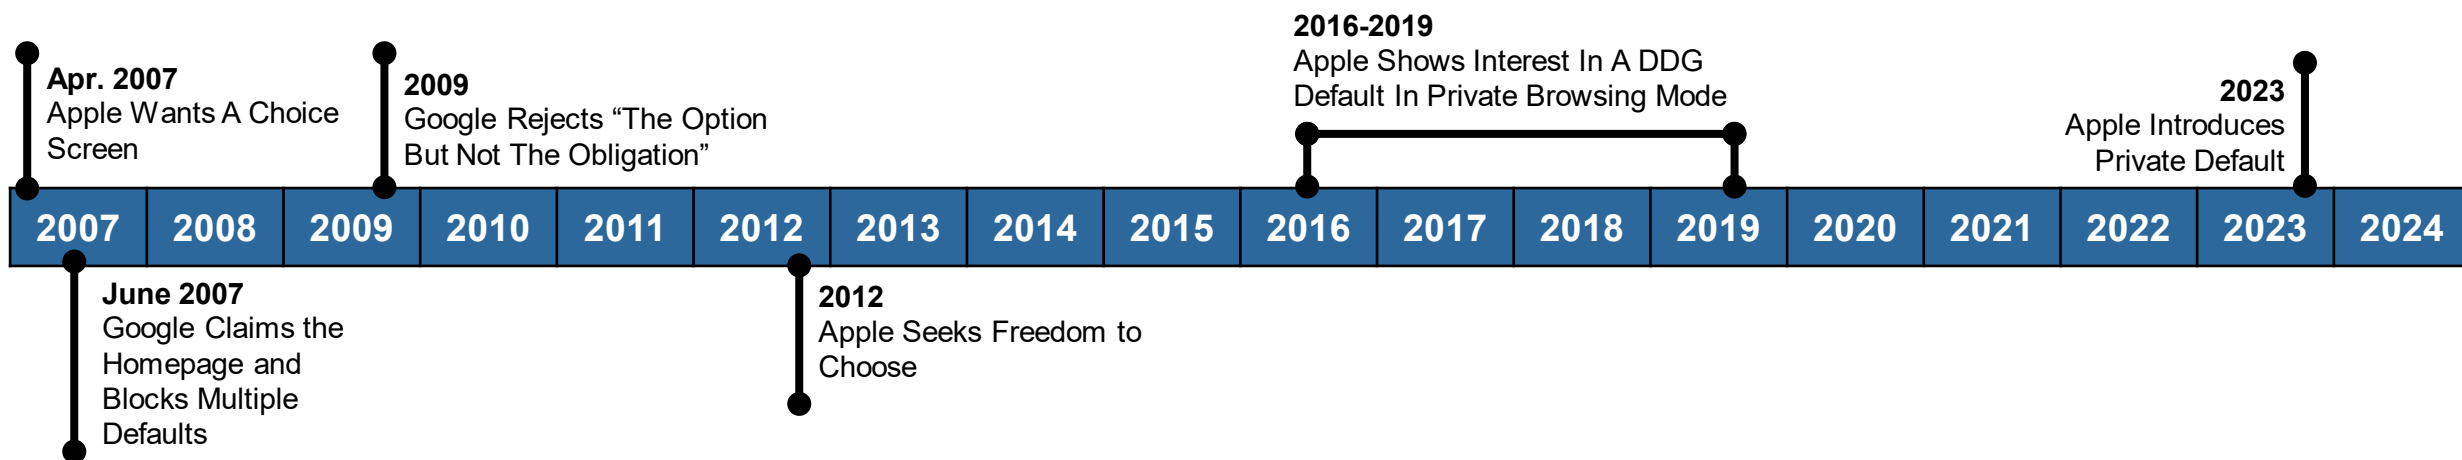 2016-2019
Apple Shows Interest In A DDG
Default In Private Browsing Mode
Apr. 2007
Apple Wants A Choice
Screen
2009
Google Rejects “The Option
But Not The Obligation”
2023
Apple Introduces
Private Default
2007 2008 2009 2010 2011 2012 2013 2014 2015 2016 2017 2018 2019 2020 2021 2022 2023 2024
June 2007
Google Claims the
Homepage and
Blocks Multiple
Defaults
2012
Apple Seeks Freedom to
Choose